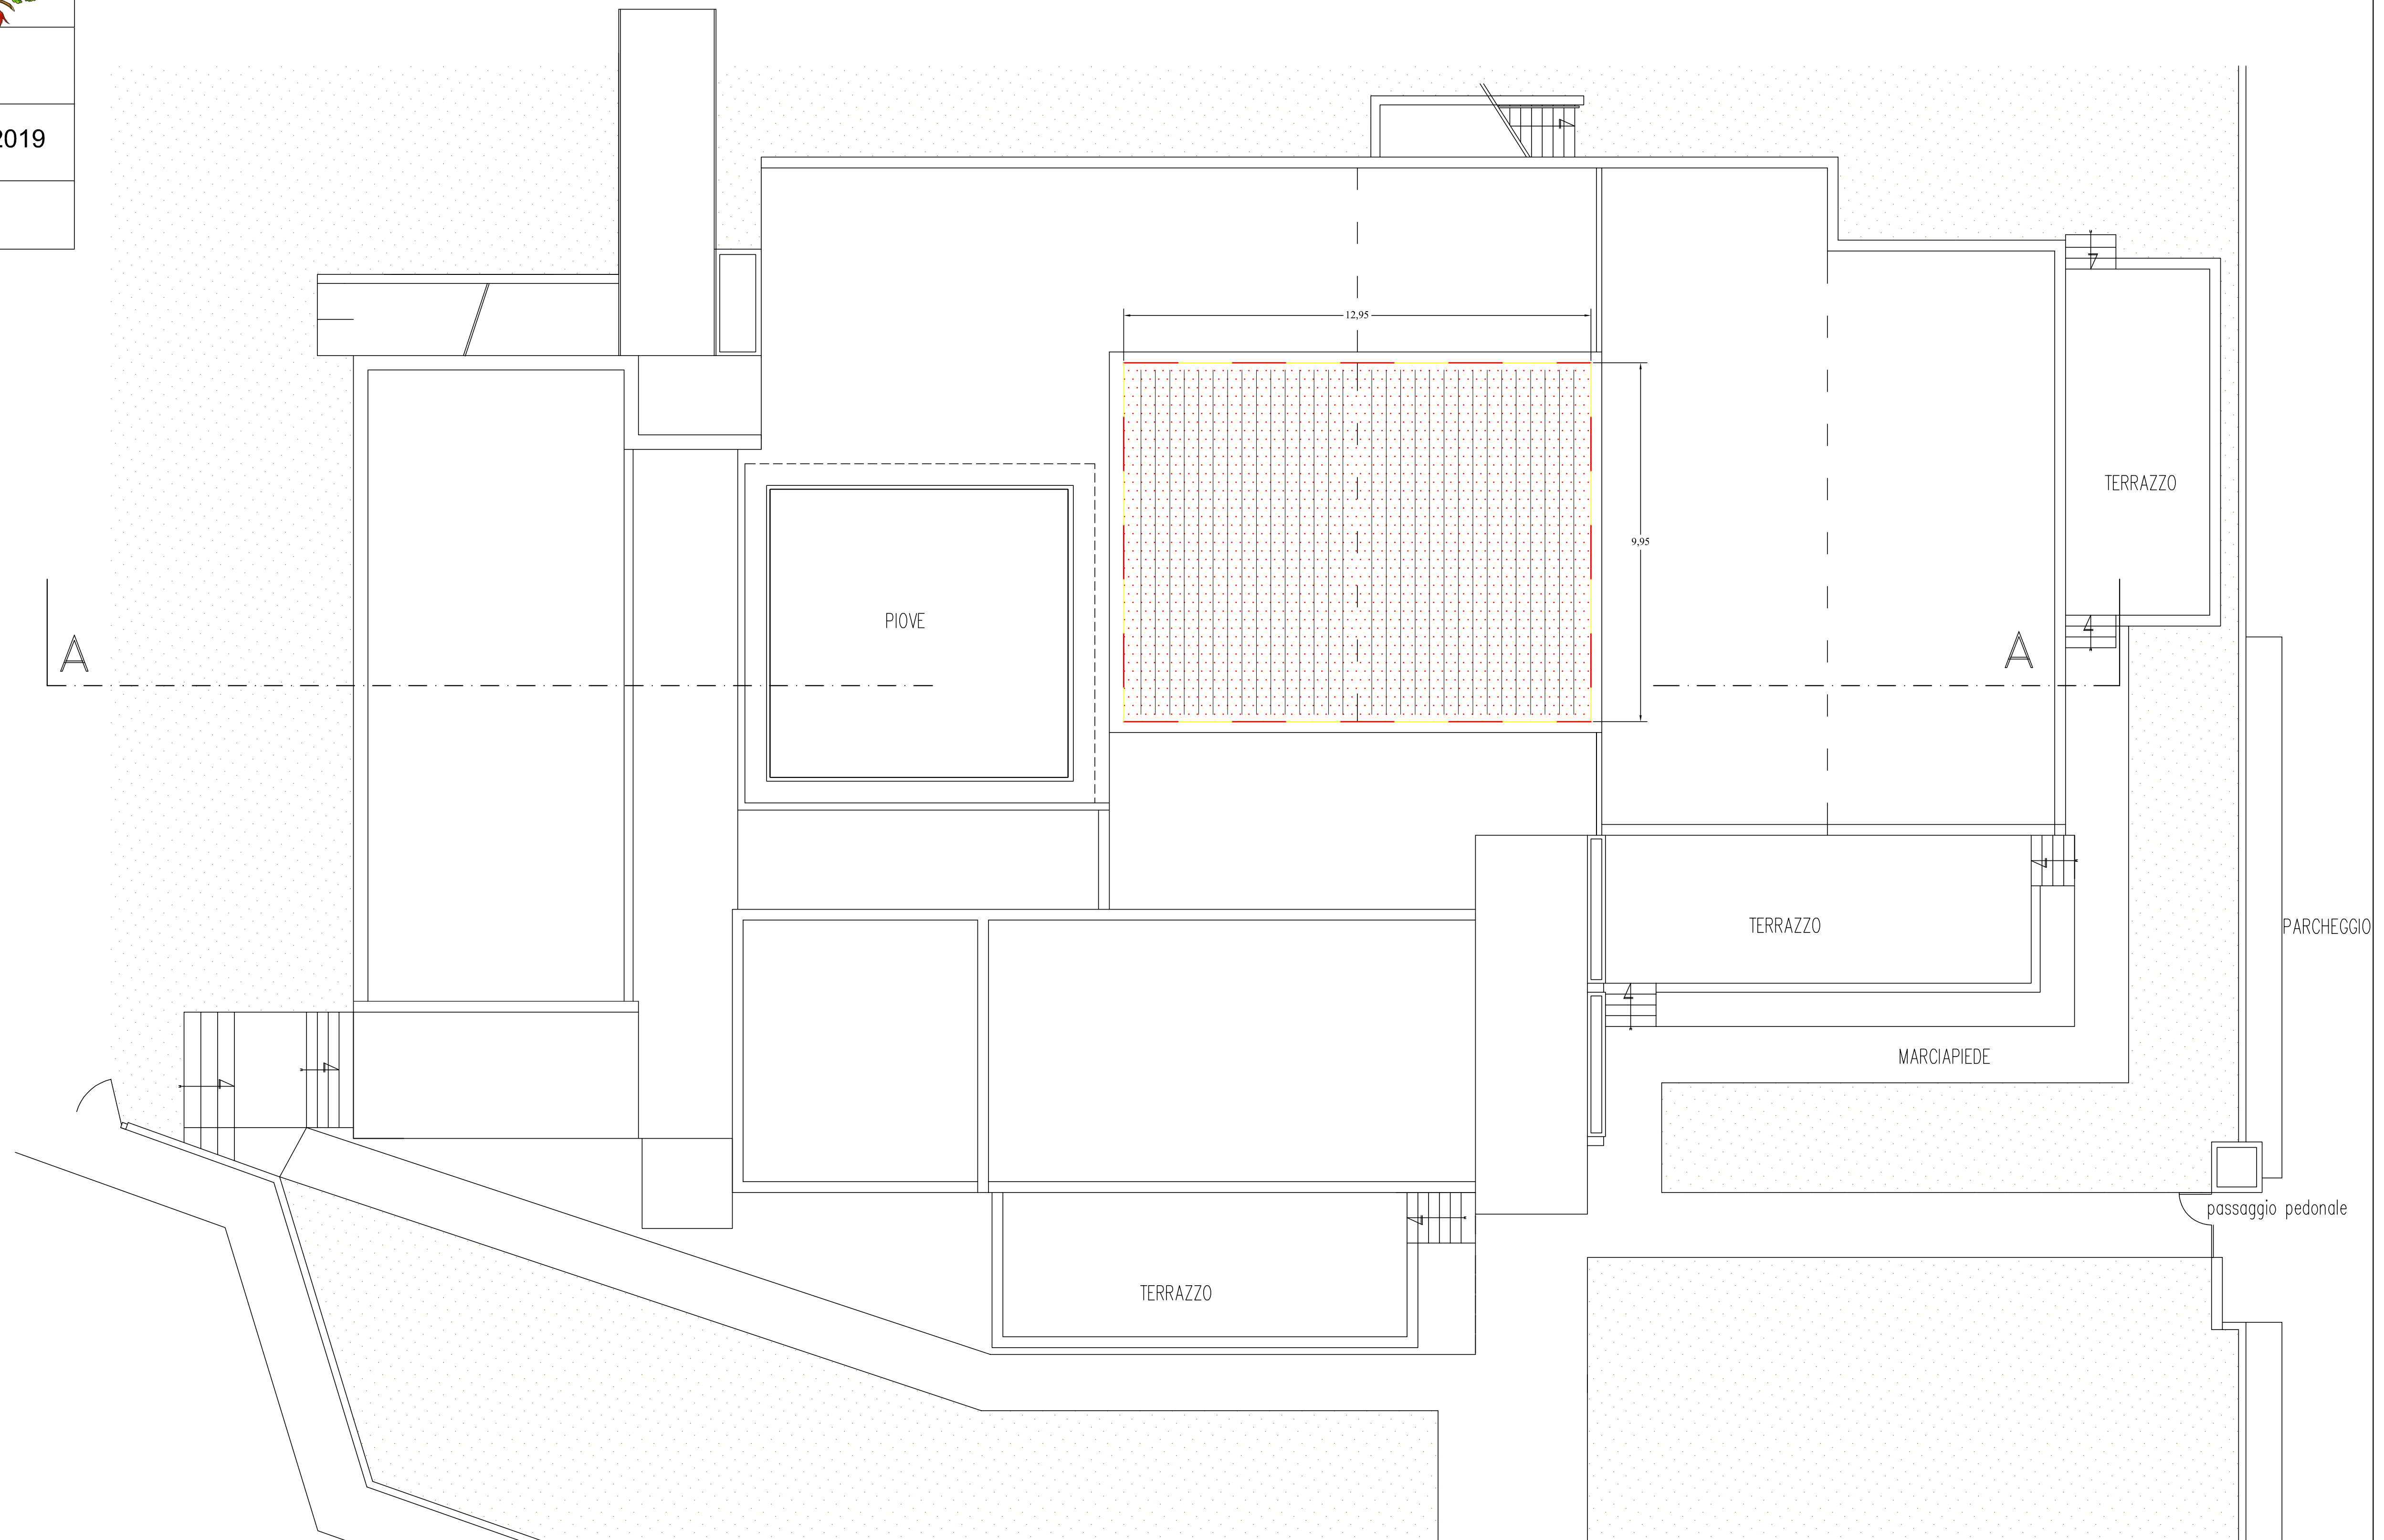 2019
12,95
TERRAZZO
9,95
PIOVE
A
A
TERRAZZO
PARCHEGGIO
MARCIAPIEDE
passaggio pedonale
TERRAZZO